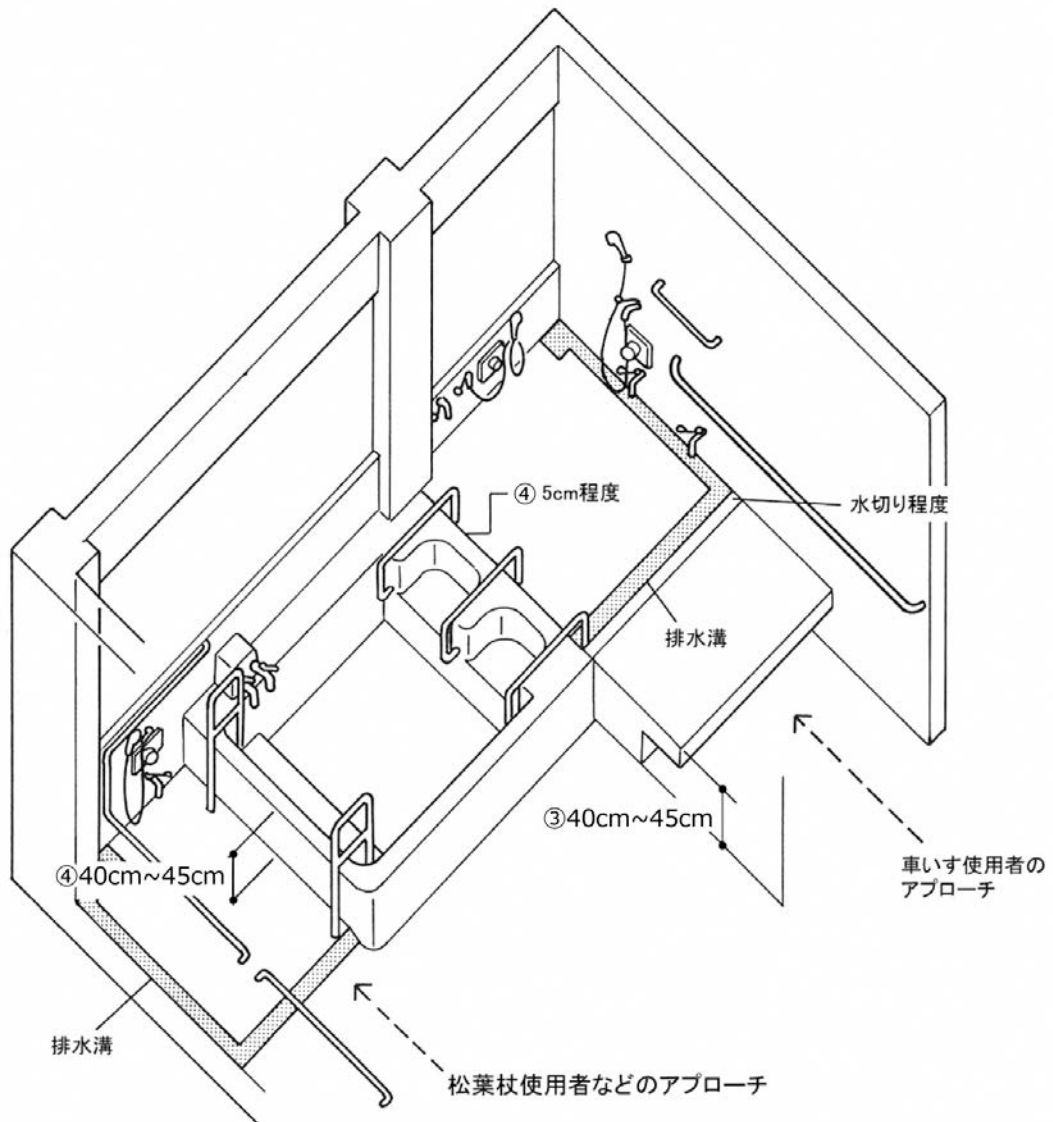 ④ 5cm程度
水切り程度
排水溝
③40cm~45cm
車いす使用者の
アプローチ
④40cm~45cm
排水溝
松葉杖使用者などのアプローチ